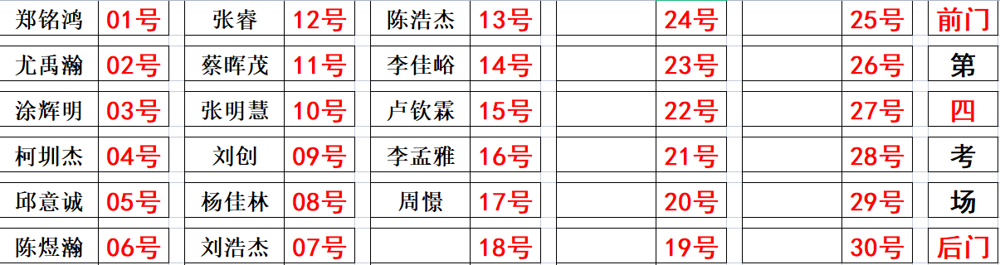 郑铭鸿 01号 张睿 12号 陈浩杰 13号 24号 25号 前门
尤禹瀚 02号 蔡晖茂 11号 李佳峪 14号 23号 26号 第
涂辉明 03号 张明慧 10号 卢钦霖 15号 22号 27号 四
柯圳杰 04号 刘创 09号 李孟雅 16号 21号 28号 考
邱意诚 05号 杨佳林 08号 周憬 17号 20号 29号 场
陈煜瀚 06号 刘浩杰 07号 18号 19号 30号 后门